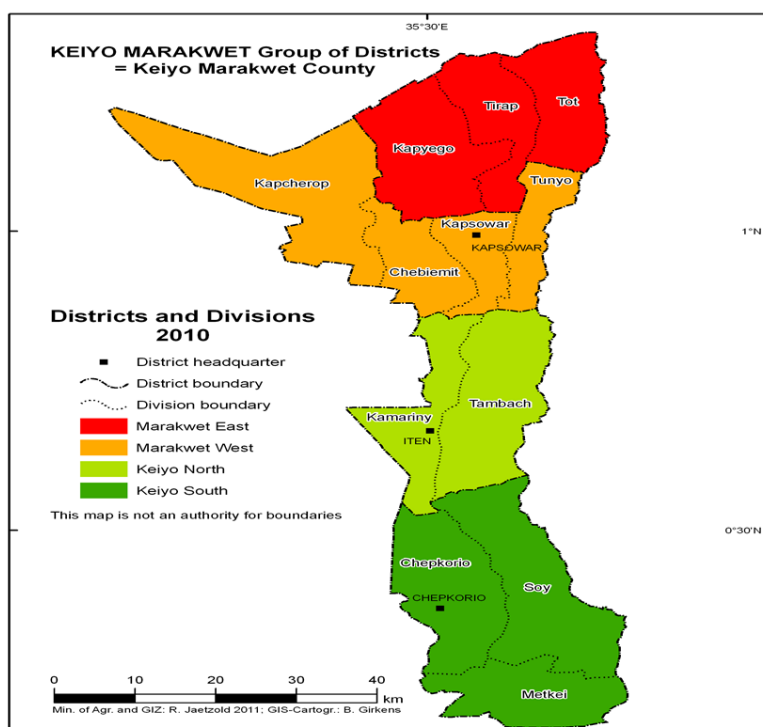 35°30'E
KEIYO MARAKWET Group of Districts
= Keiyo Marakwet County
Tot
Tirap
Kapyego
Kapcherop
Tunyo
Kapsowar
1°N
KAPSOWAR
Chebiemit
Districts and Divisions
2010
District headquarter
District boundary
Division boundary
Marakwet East
Marakwet West
Keiyo North
Keiyo South
This map is not an authority for boundaries
Tambach
Kamariny
ITEN
0°30'N
Chepkorio
Soy
CHEPKORIO
Metkei
0 10 20 30 40
km
Min. of Agr. and GIZ: R. Jaetzold 2011; GIS-Cartogr.: B. Girkens